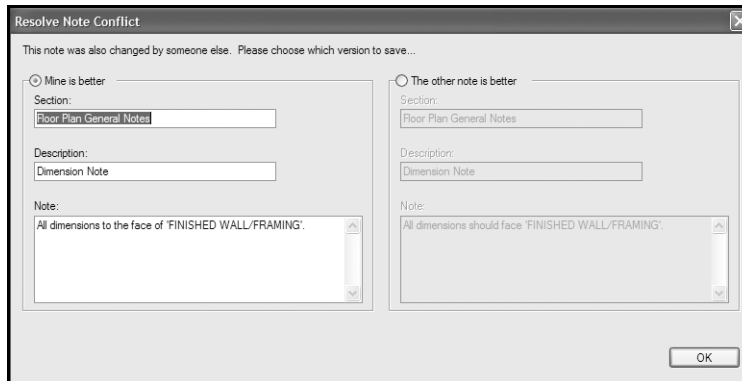 Resolve Note Conflict
This note was also changed by someone else.  Please choose which version to save...
Mine is better
Section:
Floor Plan General Notes
Description:
Dimension Note
Note:
All dimensions to the face of 'FINISHED WALL/FRAMING'.
The other note is better
Section:
Floor Plan General Notes
Description:
Dimension Note
Note:
All dimensions should face 'FINISHED WALL/FRAMING'.
OK